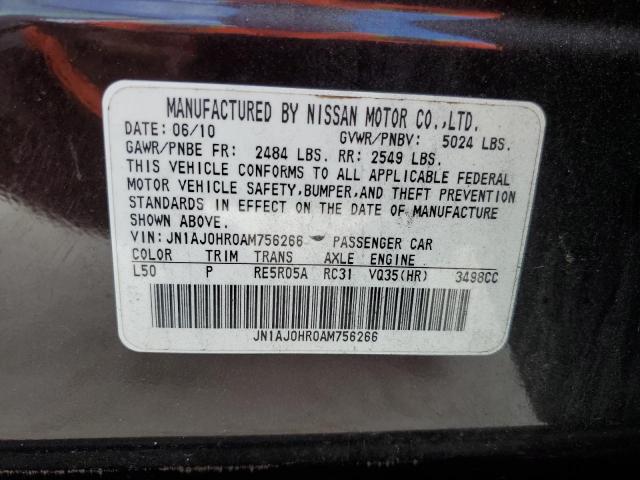 MANUFACTURED BY NISSAN MOTOR CO.,LTD.
DATE: 06/10 GVWR/PNBV: 5024 LBS.
GAWR/PNBE FR: 2484 LBS. RR: 2549 LBS.
THIS VEHICLE CONFORMS TO ALL APPLICABLE FEDERAL
MOTOR VEHICLE SAFETY,BUMPER,AND THEFT PREVENTION
STANDARDS IN EFFECT ON THE DATE OF MANUFACTURE
SHOWN ABOVE.
VIN: JN1AJ0HR0AM756266 PASSENGER CAR
COLOR TRIM TRANS AXLE ENGINE
L50 P RE5R05A RC31 VQ35(HR) 3498CC
JN1AJ0HR0AM756266